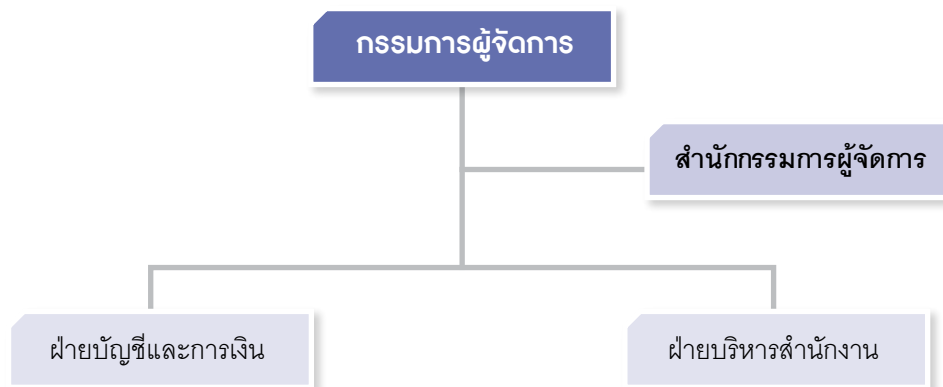 กรรมการผู้จัดการ
สำนักกรรมการผู้จัดการ
ฝ่ายบัญชีและการเงิน
ฝ่ายบริหารสำนักงาน